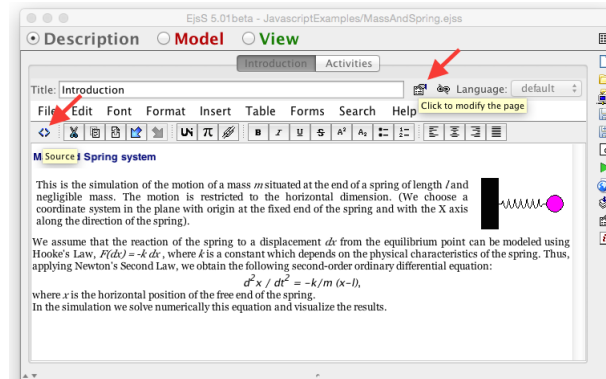 EjsS 5.01beta - JavascriptExamples/MassAndSpring.ejss
Description Model View
Introduction Activities
Title: Introduction Language: default
File Edit Font Format Insert Table Forms Search Help
Click to modify the page
Source
Spring system
This is the simulation of the motion of a mass m situated at the end of a spring of length l and
negligible mass. The motion is restricted to the horizontal dimension. (We choose a
coordinate system in the plane with origin at the fixed end of the spring and with the X axis
along the direction of the spring).
We assume that the reaction of the spring to a displacement dx from the equilibrium point can be modeled using
Hooke's Law, F(dx) = -k dx , where k is a constant which depends on the physical characteristics of the spring. Thus,
applying Newton's Second Law, we obtain the following second-order ordinary differential equation:
d² x / dt² = -k/m (x-l),
where x is the horizontal position of the free end of the spring.
In the simulation we solve numerically this equation and visualize the results.